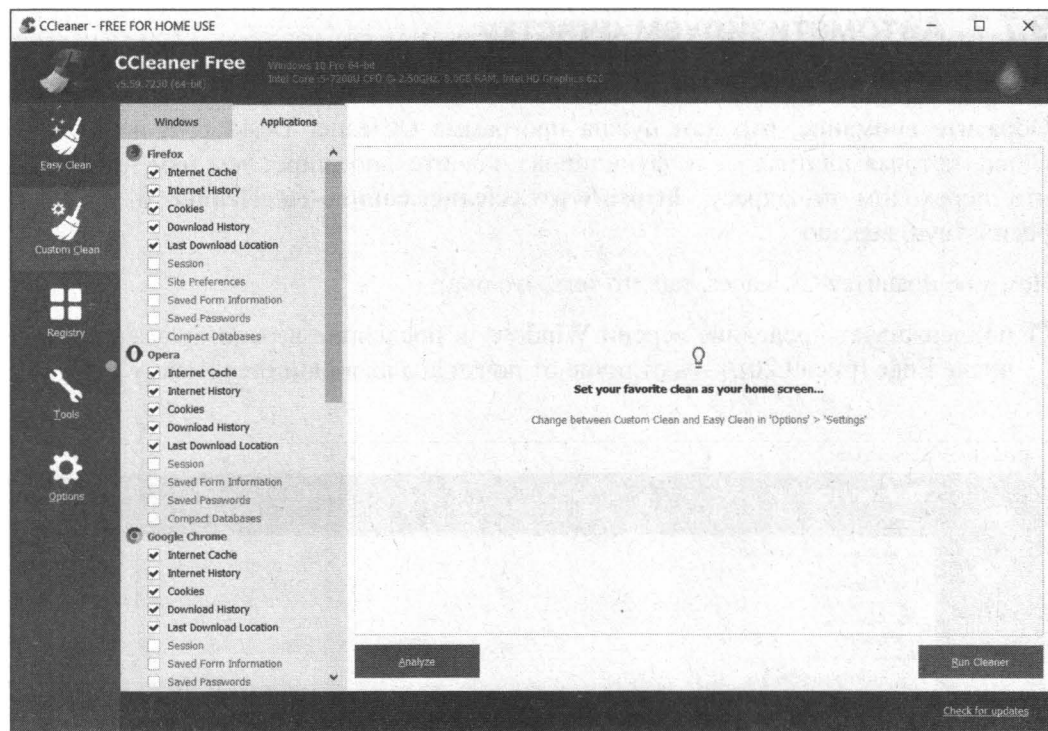 CCleaner - FREE FOR HOME USE
CCleaner Free
Windows 10 Pro 64-bit
v5.59.7230 (64-bit)
Intel Core i5-7200U CPU @ 2.50GHz, 8.0GB RAM, Intel HD Graphics 620
Easy Clean
Custom Clean
Registry
Tools
Options
Windows
Applications
Firefox
Internet Cache
Internet History
Cookies
Download History
Last Download Location
Session
Site Preferences
Saved Form Information
Saved Passwords
Compact Databases
Opera
Internet Cache
Internet History
Cookies
Download History
Last Download Location
Session
Saved Form Information
Saved Passwords
Compact Databases
Google Chrome
Internet Cache
Internet History
Cookies
Download History
Last Download Location
Session
Saved Form Information
Saved Passwords
Set your favorite clean as your home screen...
Change between Custom Clean and Easy Clean in 'Options' > 'Settings'
Analyze
Run Cleaner
Check for updates